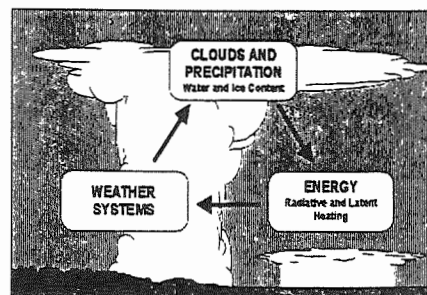 CLOUDS AND
PRECIPITATION
Water and Ice Content
WEATHER
SYSTEMS
ENERGY
Radiative and Latent
Heating